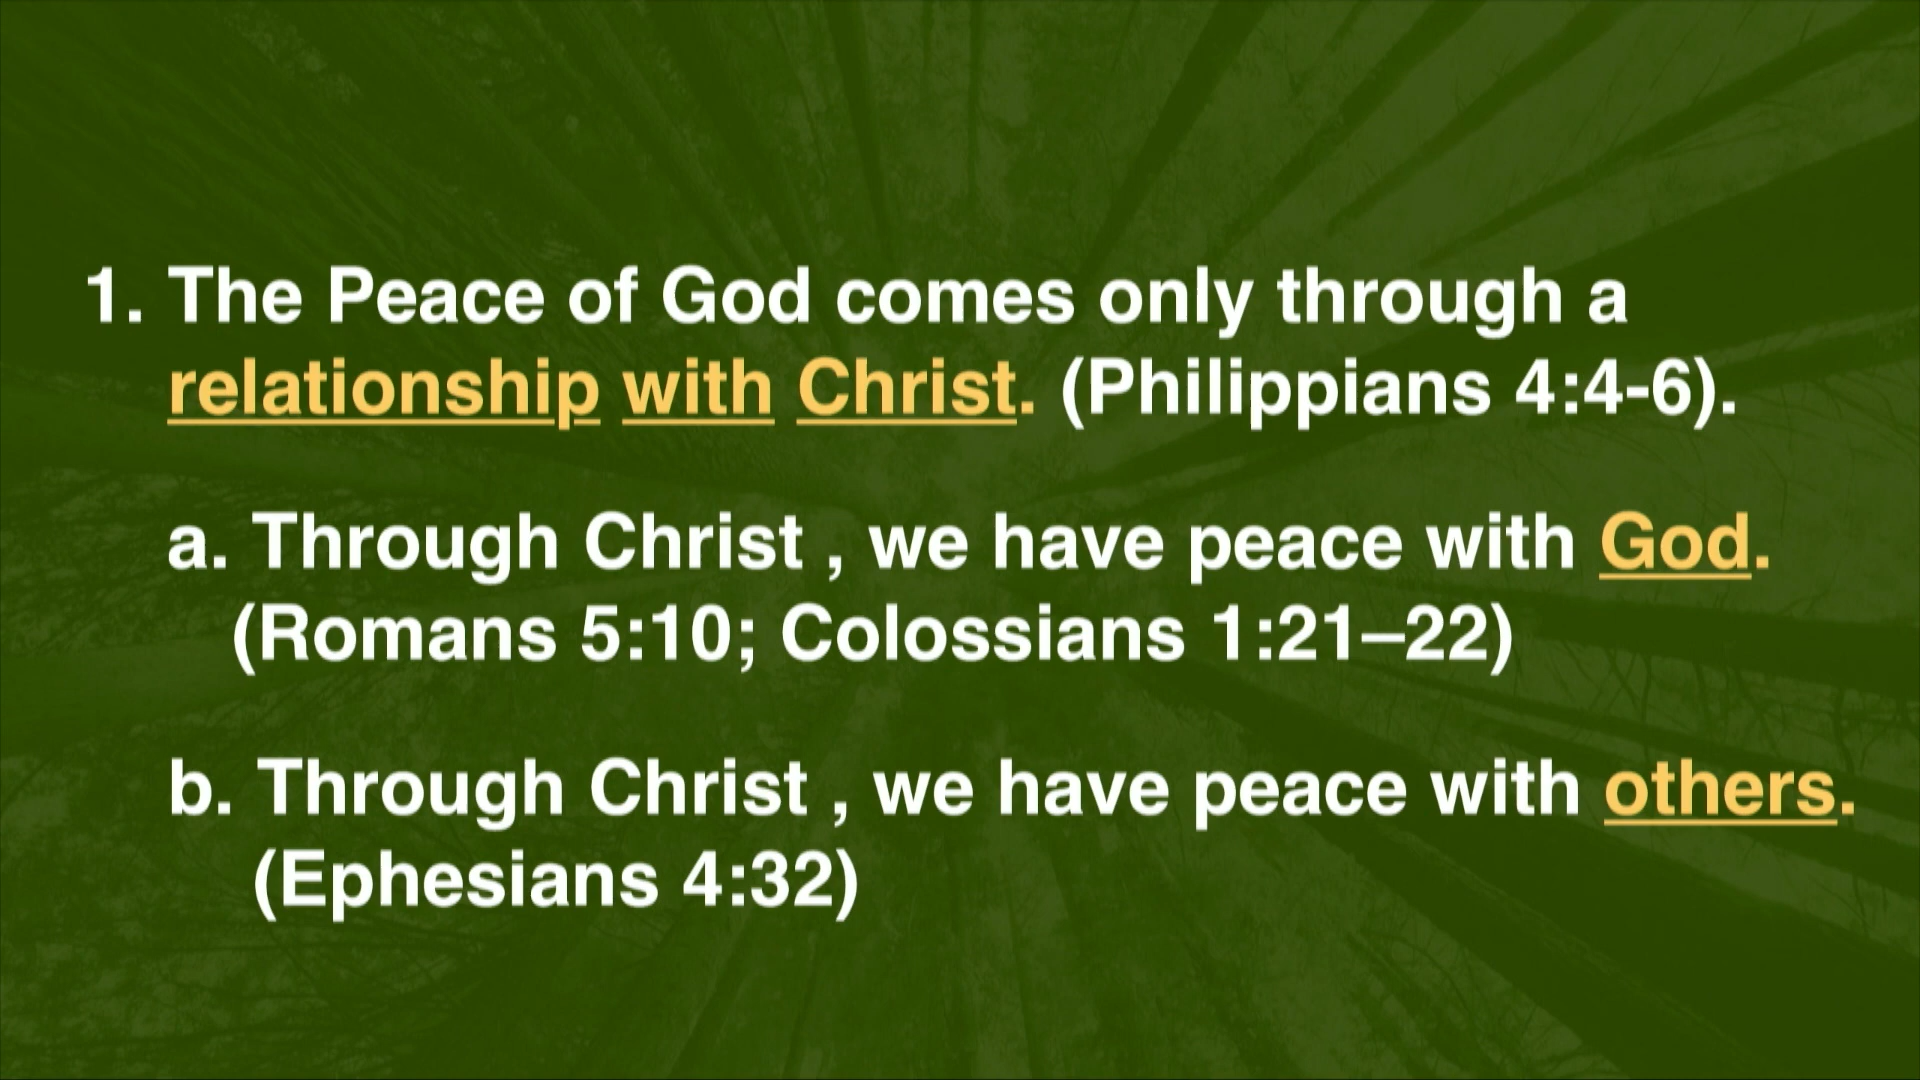 1. The Peace of God comes only through a
relationship with Christ. (Philippians 4:4-6).
a. Through Christ , we have peace with God.
(Romans 5:10; Colossians 1:21–22)
b. Through Christ , we have peace with others.
(Ephesians 4:32)